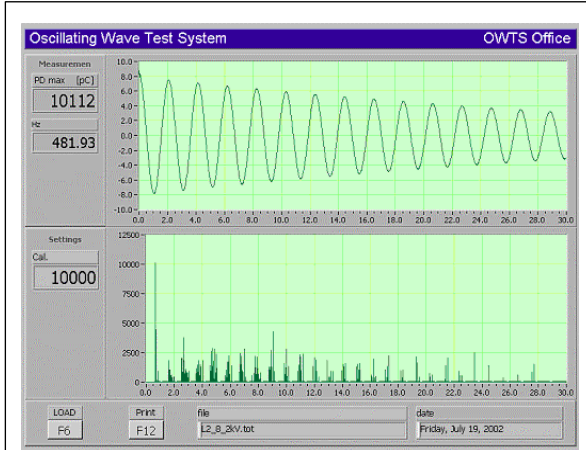 Oscillating Wave Test System OWTS Office
Measuremen
PD max [pC]
10112
Hz
481.93
10.0
8.0
6.0
4.0
2.0
0.0
-2.0
-4.0
-6.0
-8.0
-10.0
0.0 2.0 4.0 6.0 8.0 10.0 12.0 14.0 16.0 18.0 20.0 22.0 24.0 26.0 28.0 30.0
Settings
Cal.
10000
12500
10000
7500
5000
2500
0
0.0 2.0 4.0 6.0 8.0 10.0 12.0 14.0 16.0 18.0 20.0 22.0 24.0 26.0 28.0 30.0
LOAD Print file date
F6 F12 L2_8_2kV.tot Friday, July 19, 2002